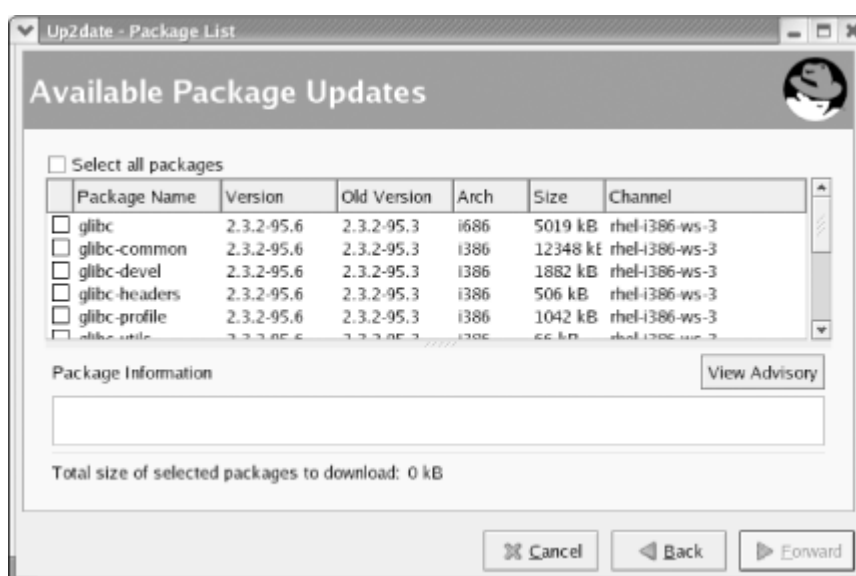 Up2date - Package List
Available Package Updates
Select all packages
Package Name Version Old Version Arch Size Channel
glibc 2.3.2-95.6 2.3.2-95.3 i686 5019 kB rhel-i386-ws-3
glibc-common 2.3.2-95.6 2.3.2-95.3 i386 12348 kE rhel-i386-ws-3
glibc-devel 2.3.2-95.6 2.3.2-95.3 i386 1882 kB rhel-i386-ws-3
glibc-headers 2.3.2-95.6 2.3.2-95.3 i386 506 kB rhel-i386-ws-3
glibc-profile 2.3.2-95.6 2.3.2-95.3 i386 1042 kB rhel-i386-ws-3
Package Information View Advisory
Total size of selected packages to download: 0 kB
Cancel Back Forward